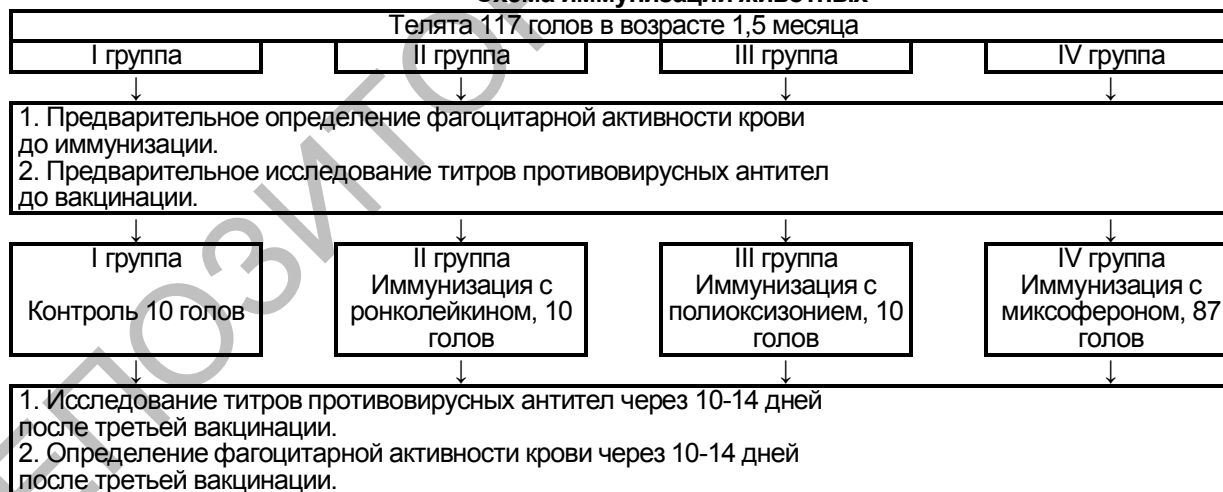 Схема иммунизации животных
Телята 117 голов в возрасте 1,5 месяца
I группа
II группа
III группа
IV группа
↓ ↓ ↓ ↓
1. Предварительное определение фагоцитарной активности крови
до иммунизации.
2. Предварительное исследование титров противовирусных антител
до вакцинации.
↓ ↓ ↓ ↓
I группа
Контроль 10 голов
II группа
Иммунизация с
ронколейкином, 10
голов
III группа
Иммунизация с
полиоксизонием, 10
голов
IV группа
Иммунизация с
миксофероном, 87
голов
↓ ↓ ↓ ↓
1. Исследование титров противовирусных антител через 10-14 дней
после третьей вакцинации.
2. Определение фагоцитарной активности крови через 10-14 дней
после третьей вакцинации.